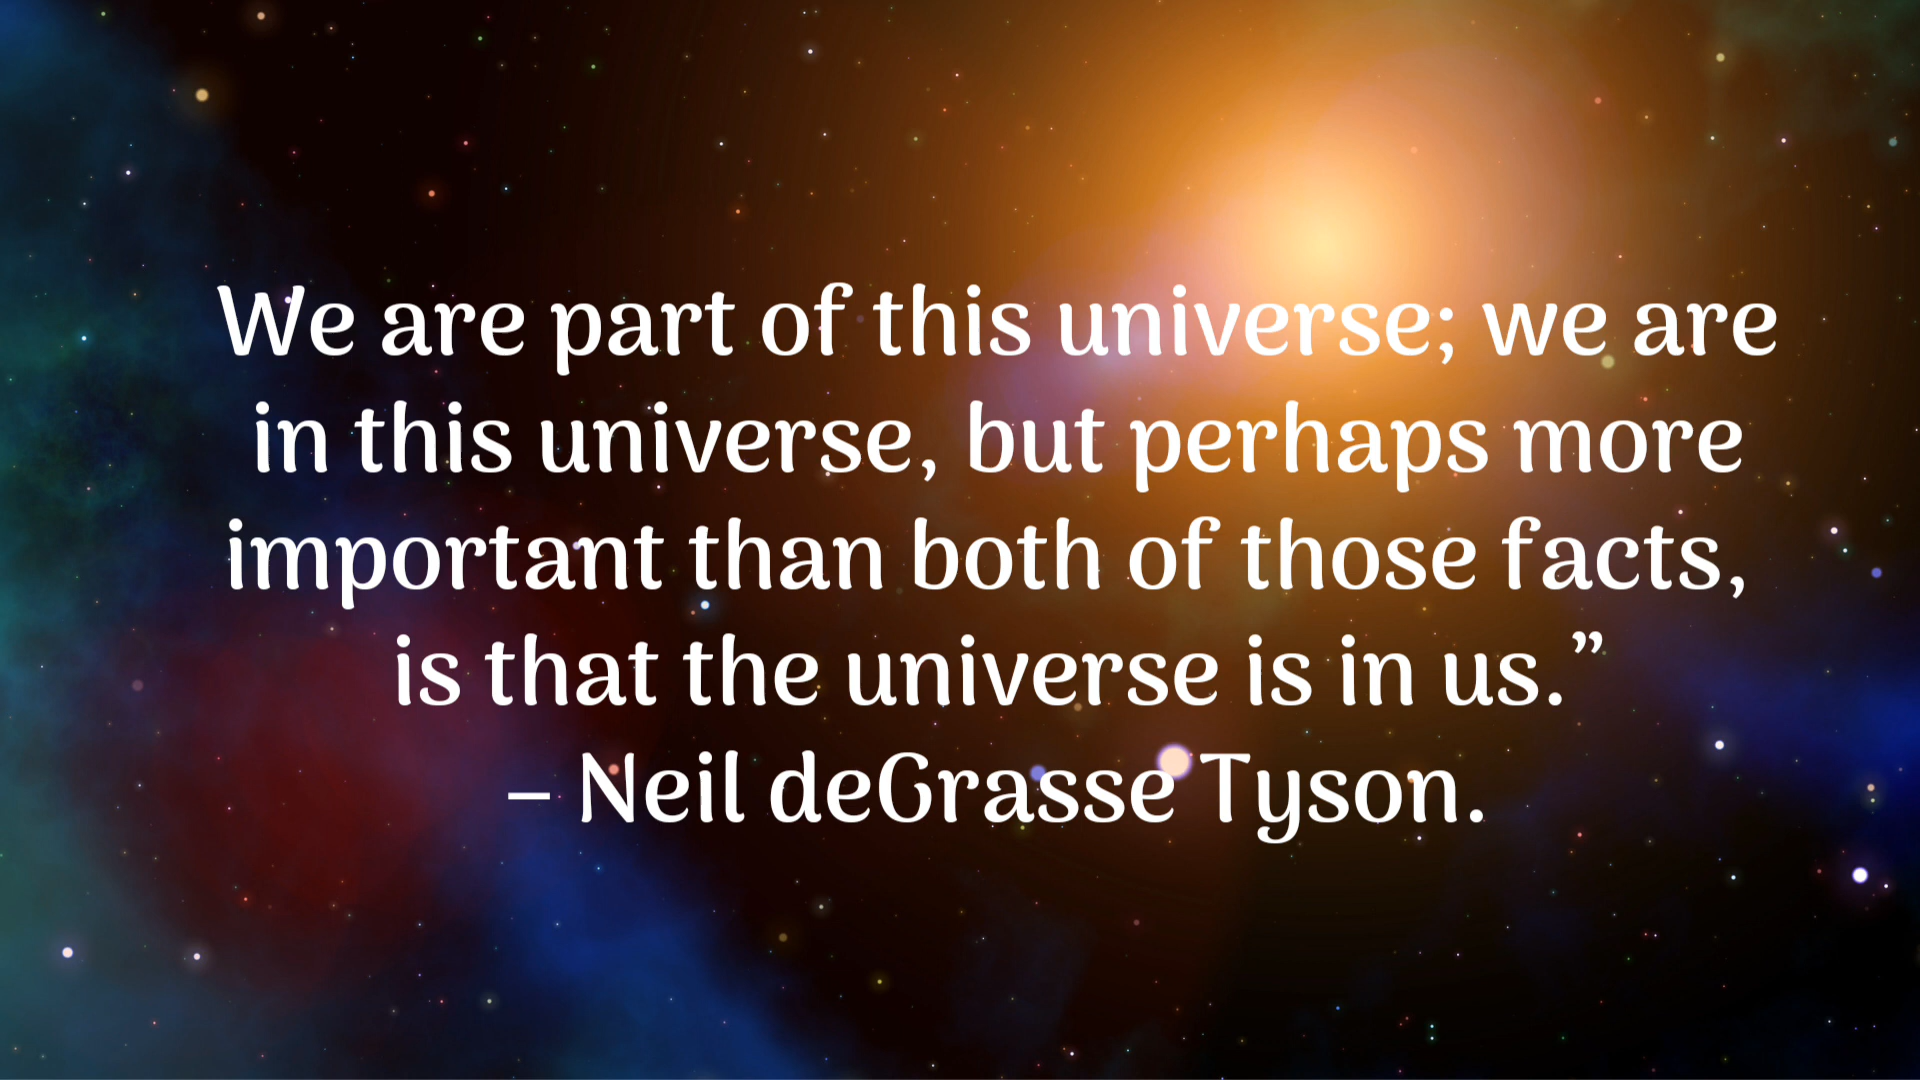 We are part of this universe; we are
in this universe, but perhaps more
important than both of those facts,
is that the universe is in us.”
– Neil deGrasse Tyson.